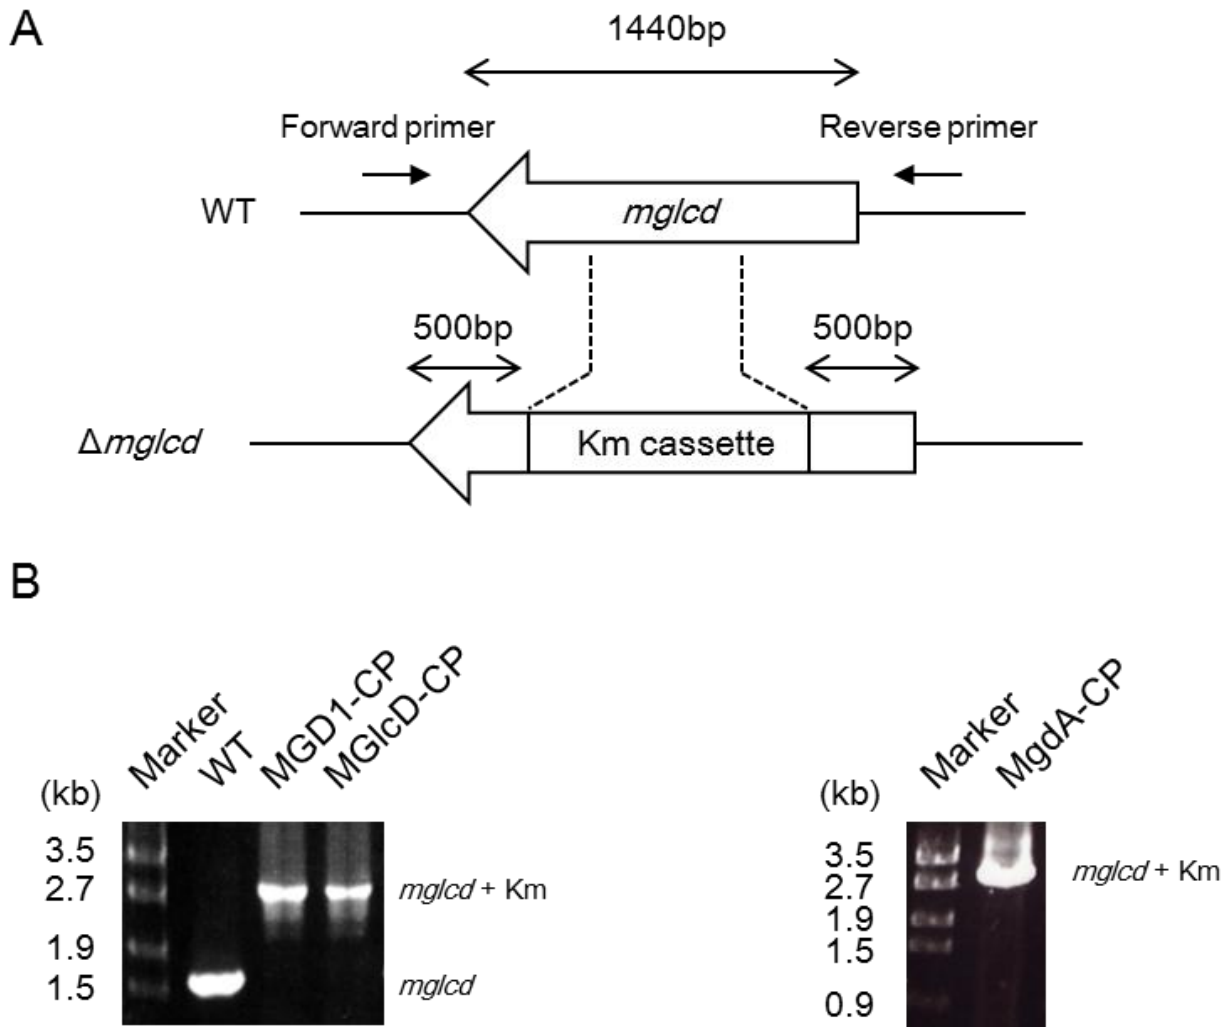 A
1440bp
Forward primer
Reverse primer
WT
mglcd
500bp
500bp
Δmglcd
Km cassette
B
Marker
WT
MGD1-CP
MGlcD-CP
(kb)
3.5
2.7
1.9
1.5
mglcd + Km
mglcd
Marker
MgdA-CP
(kb)
3.5
2.7
1.9
1.5
0.9
mglcd + Km